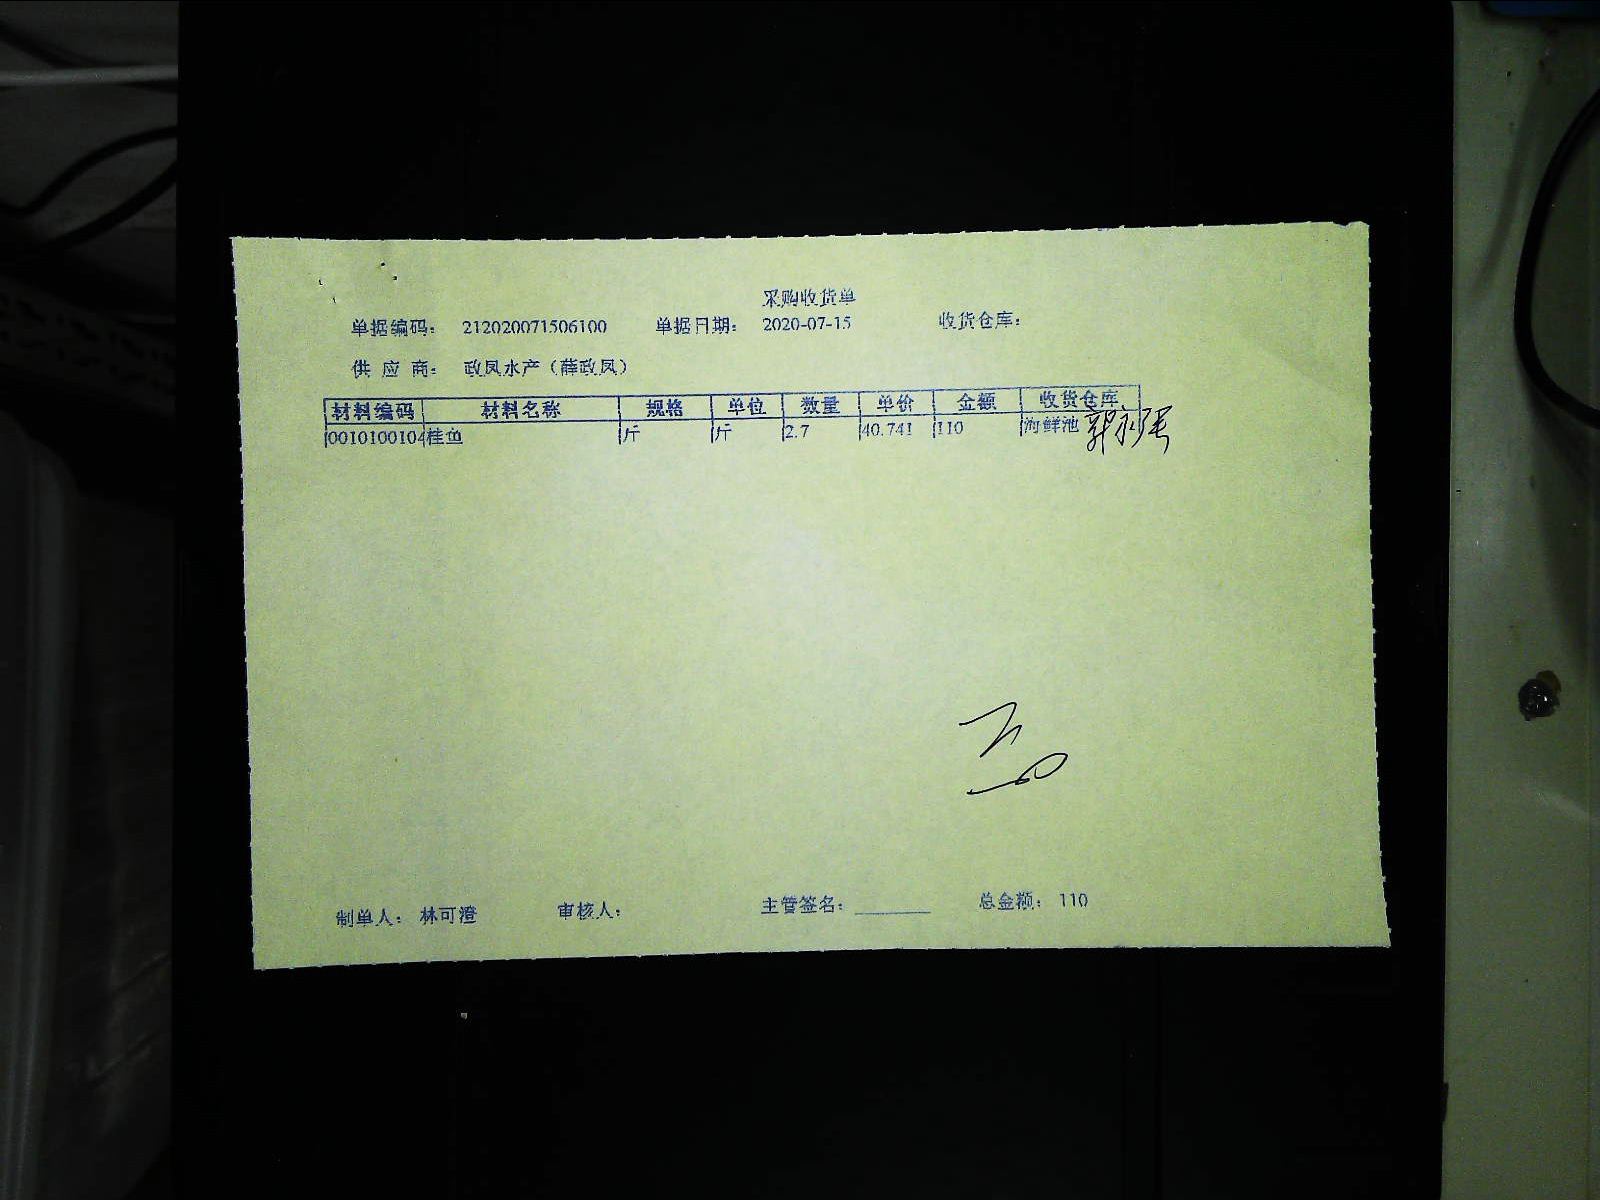 采购收货单
单据编码： 212020071506100 单据日期： 2020-07-15 收货仓库：
供 应 商： 政凤水产（薛政凤）
材料编码 材料名称 规格 单位 数量 单价 金额 收货仓库
0010100104 桂鱼 斤 斤 2.7 40.741 110 海鲜池
制单人： 林可澄 审核人： 主管签名： 总金额： 110